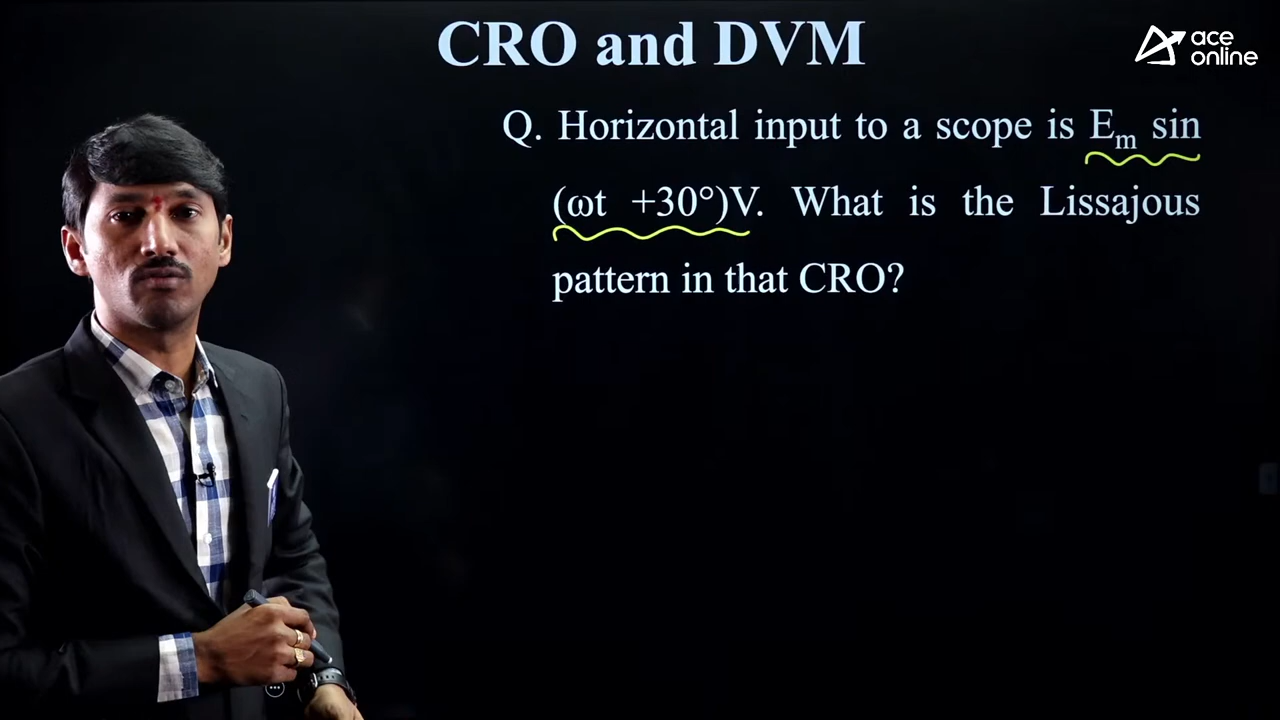 CRO and DVM
ace
online
Q. Horizontal input to a scope is Eₘ sin
(ωt +30°)V. What is the Lissajous
pattern in that CRO?